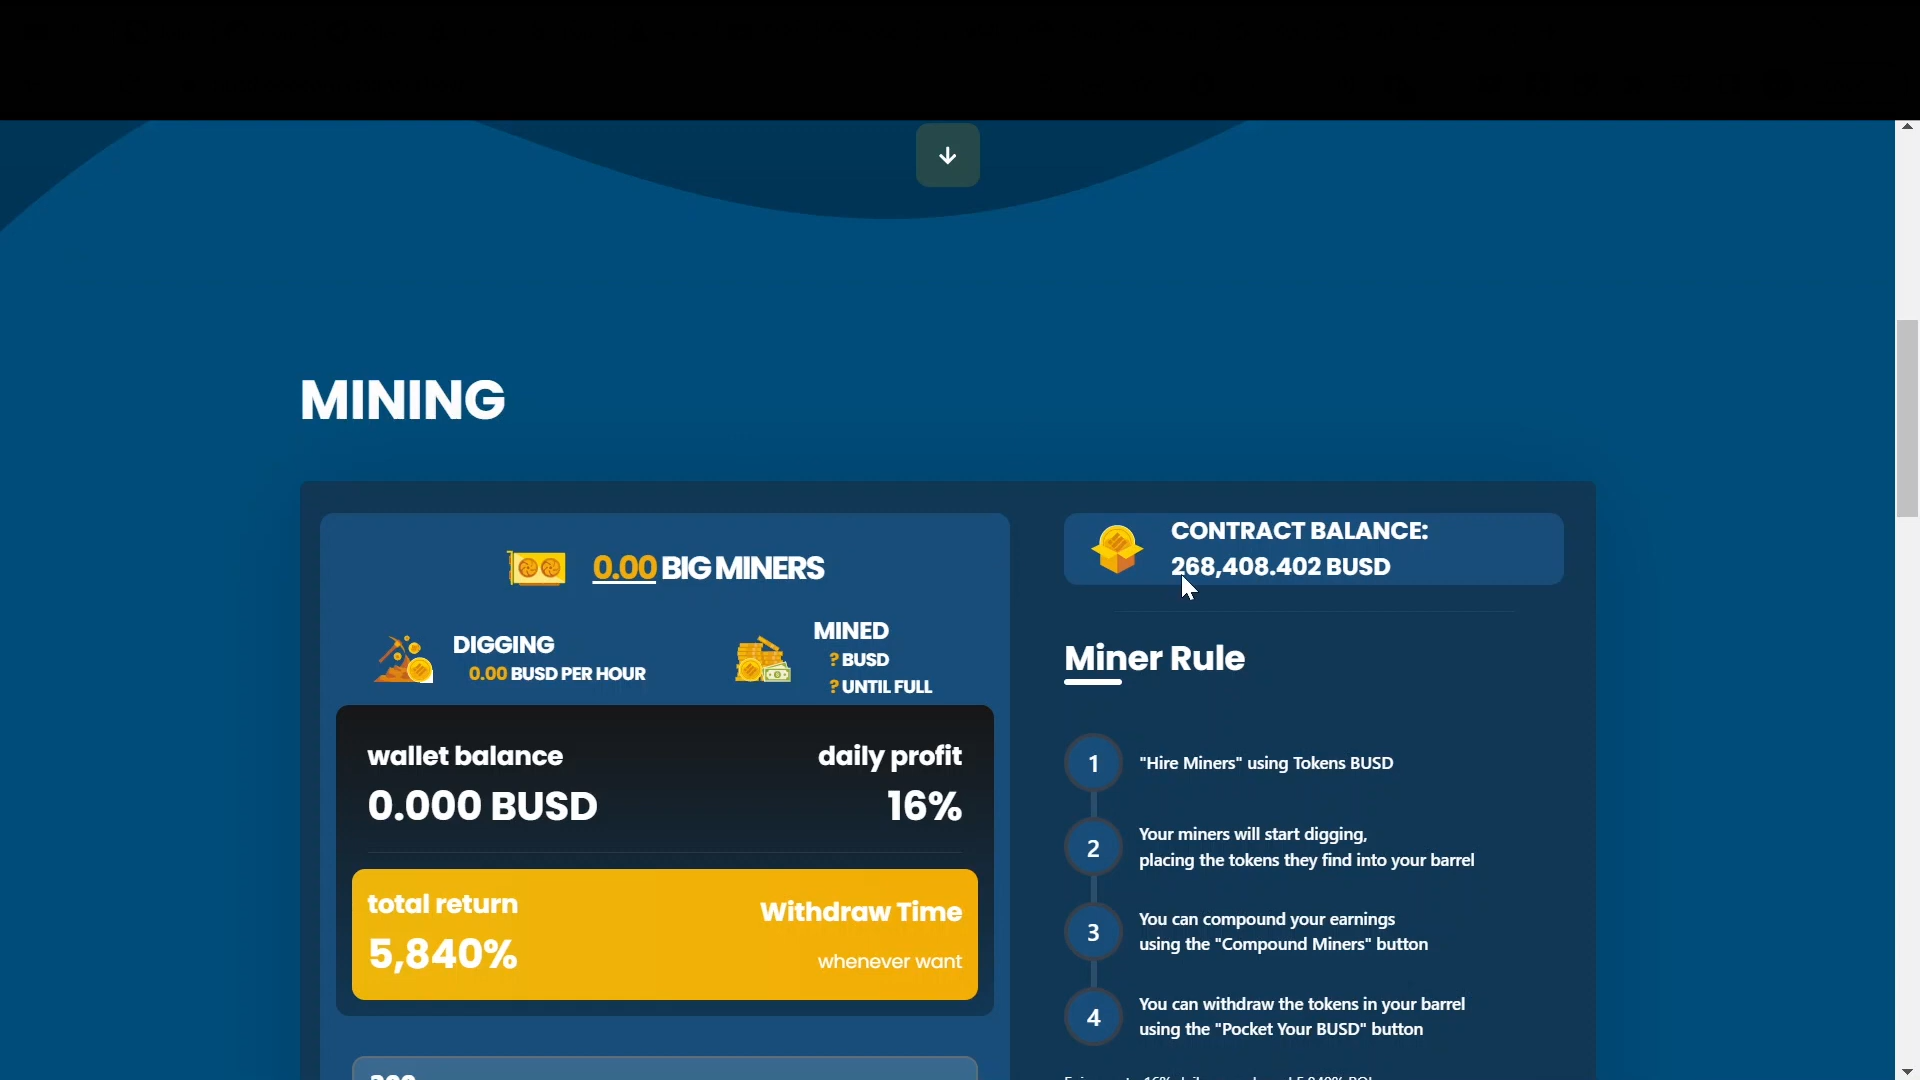 MINING
0.00 BIG MINERS
DIGGING
0.00 BUSD PER HOUR
MINED
? BUSD
? UNTIL FULL
wallet balance
0.000 BUSD
daily profit
16%
total return
5,840%
Withdraw Time
whenever want
CONTRACT BALANCE:
268,408.402 BUSD
Miner Rule
1
"Hire Miners" using Tokens BUSD
2
Your miners will start digging,
placing the tokens they find into your barrel
3
You can compound your earnings
using the "Compound Miners" button
4
You can withdraw the tokens in your barrel
using the "Pocket Your BUSD" button